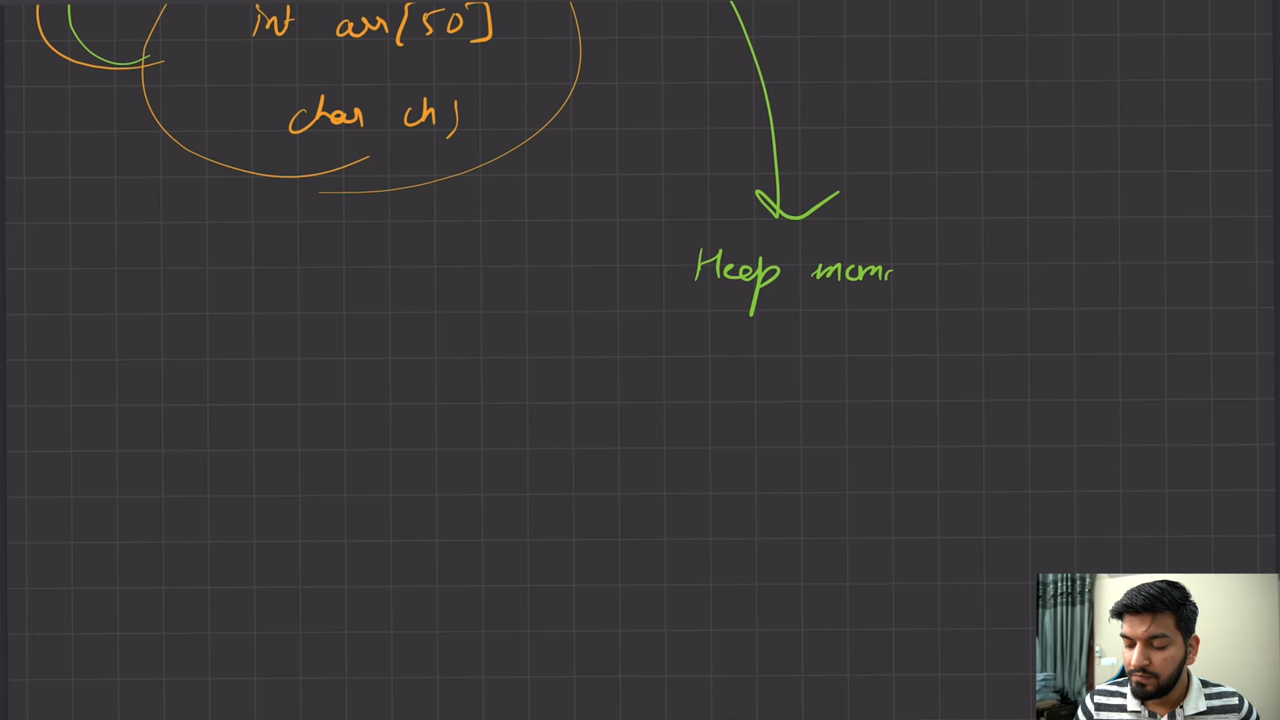 int arr[50]
char ch;
Heap mem